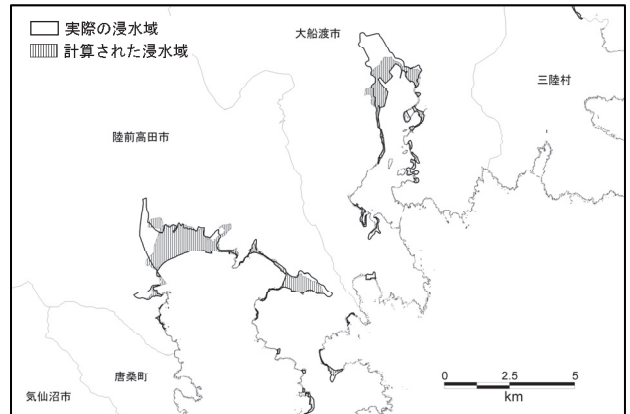 実際の浸水域
計算された浸水域
大船渡市
三陸村
陸前高田市
唐桑町
気仙沼市
0 2.5 5
km